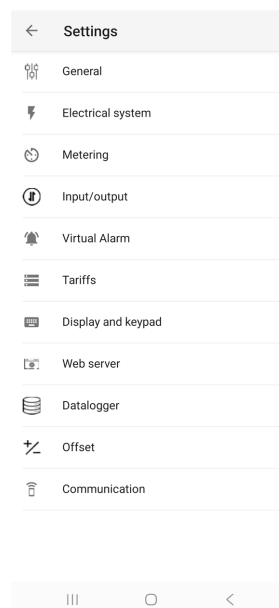 Settings
General
Electrical system
Metering
Input/output
Virtual Alarm
Tariffs
Display and keypad
Web server
Datalogger
Offset
Communication